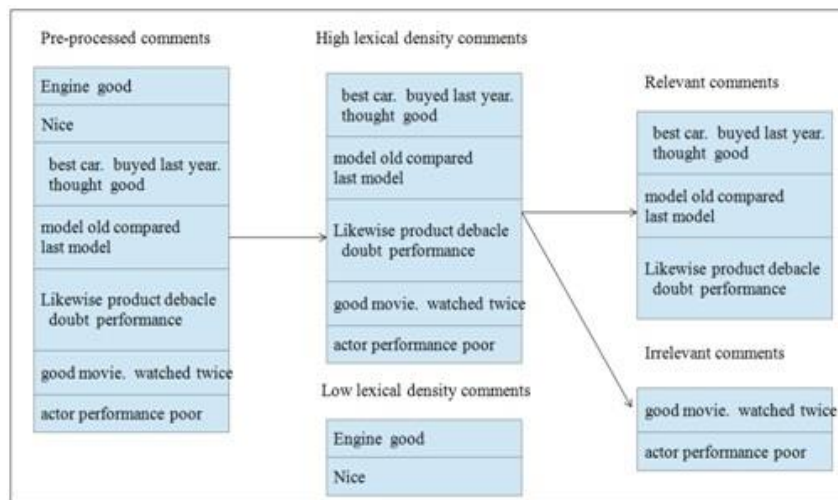 Pre-processed comments
Engine good
Nice
best car. buyed last year.
thought good
model old compared
last model
Likewise product debacle
doubt performance
good movie. watched twice
actor performance poor
High lexical density comments
best car. buyed last year.
thought good
model old compared
last model
Likewise product debacle
doubt performance
good movie. watched twice
actor performance poor
Low lexical density comments
Engine good
Nice
Relevant comments
best car. buyed last year.
thought good
model old compared
last model
Likewise product debacle
doubt performance
Irrelevant comments
good movie. watched twice
actor performance poor